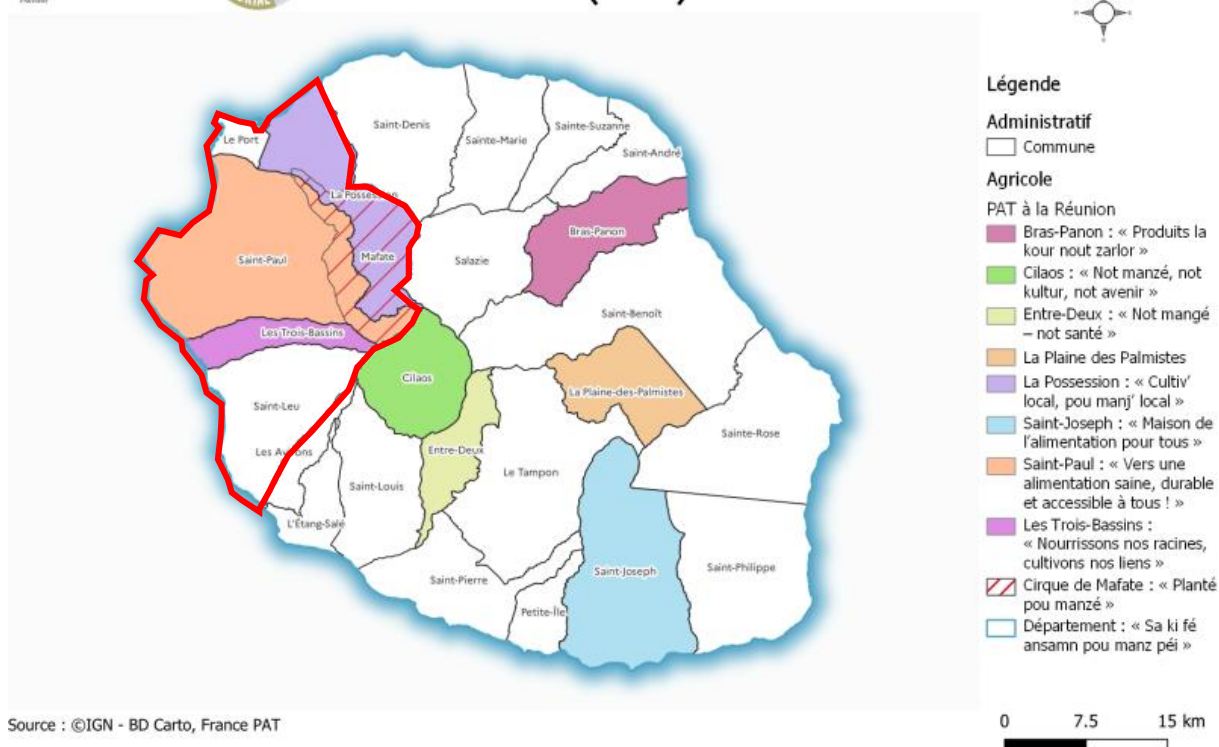 Le Port
Saint-Denis
Sainte-Marie
Sainte-Suzanne
Saint-André
La Possession
Bras-Panon
Saint-Paul
Mafate
Salazie
Saint-Benoît
Les Trois-Bassins
Cilaos
La Plaine-des-Palmistes
Saint-Leu
Sainte-Rose
Les Avirons
Entre-Deux
Le Tampon
Saint-Louis
L'Étang-Salé
Saint-Pierre
Saint-Joseph
Saint-Philippe
Petite-Île
Légende
Administratif
Commune
Agricole
PAT à la Réunion
Bras-Panon : « Produits la
kour nout zarlor »
Cilaos : « Not manzé, not
kultur, not avenir »
Entre-Deux : « Not mangé
– not santé »
La Plaine des Palmistes
La Possession : « Cultiv'
local, pou manj' local »
Saint-Joseph : « Maison de
l'alimentation pour tous »
Saint-Paul : « Vers une
alimentation saine, durable
et accessible à tous ! »
Les Trois-Bassins :
« Nourrissons nos racines,
cultivons nos liens »
Cirque de Mafate : « Planté
pou manzé »
Département : « Sa ki fé
ansamn pou manz péi »
Source : ©IGN - BD Carto, France PAT
0 7.5 15 km